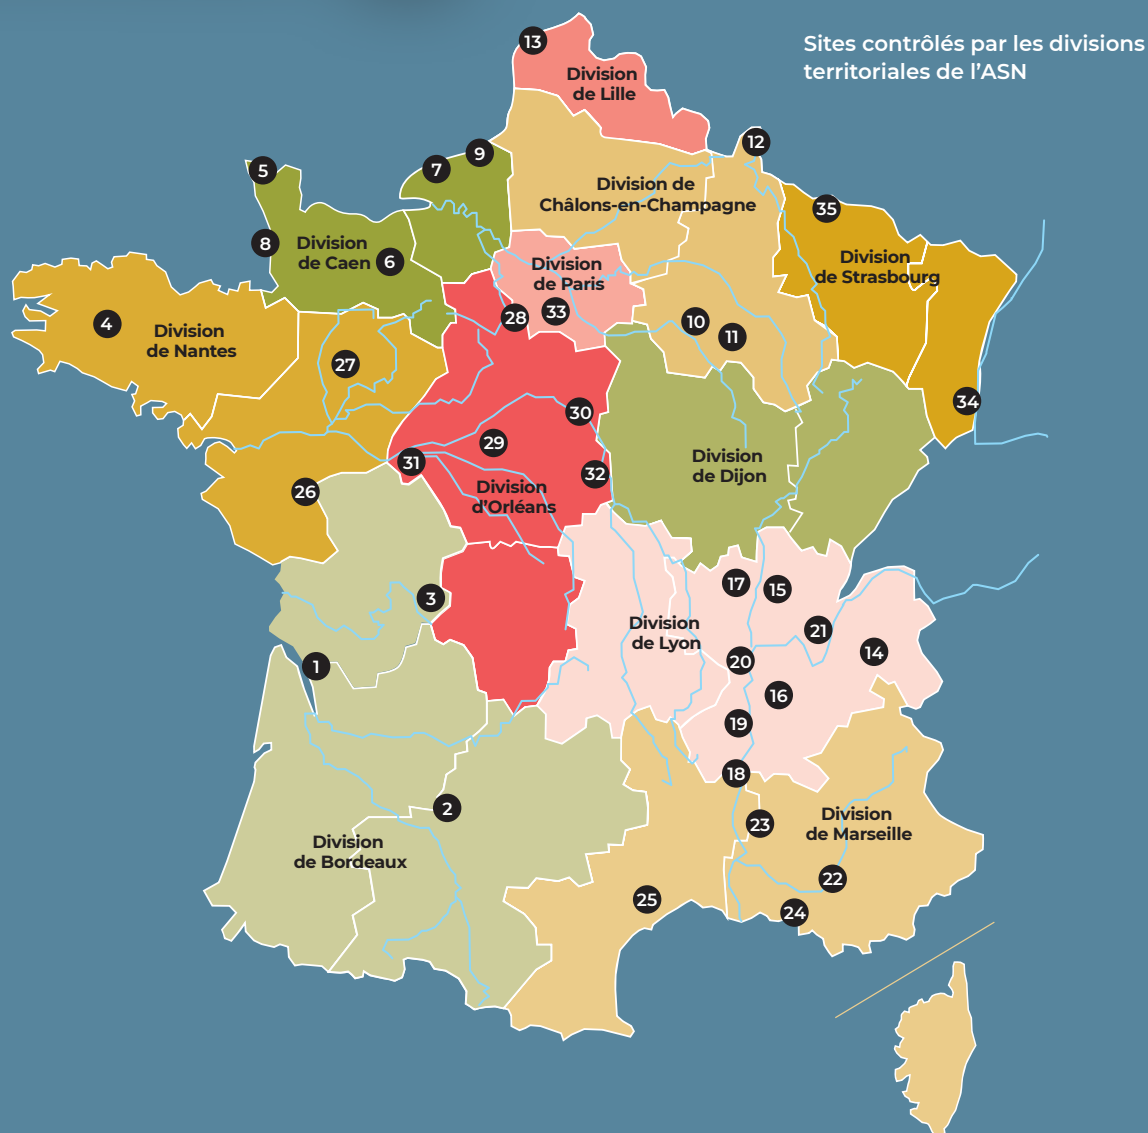 Sites contrôlés par les divisions
territoriales de l’ASN
13
Division
de Lille
12
9
7
5
Division de
Châlons-en-Champagne
35
8
Division
de Caen
6
Division
de Paris
Division
de Strasbourg
28
33
10
11
4
Division
de Nantes
27
34
30
29
31
32
Division
d’Orléans
Division
de Dijon
26
3
17
15
21
Division
de Lyon
14
1
20
16
19
18
2
23
Division
de Marseille
Division
de Bordeaux
22
25
24